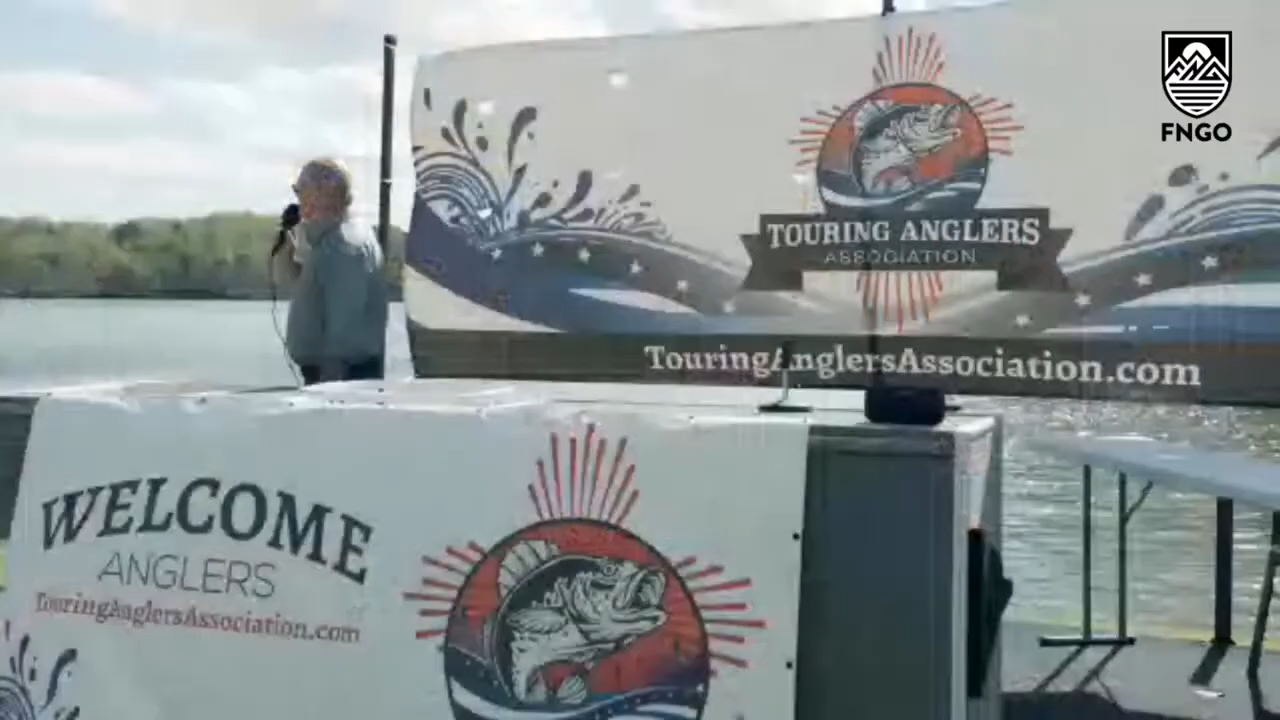 FNGO
TOURING ANGLERS
ASSOCIATION
TouringAnglersAssociation.com
WELCOME
ANGLERS
TouringAnglersAssociation.com